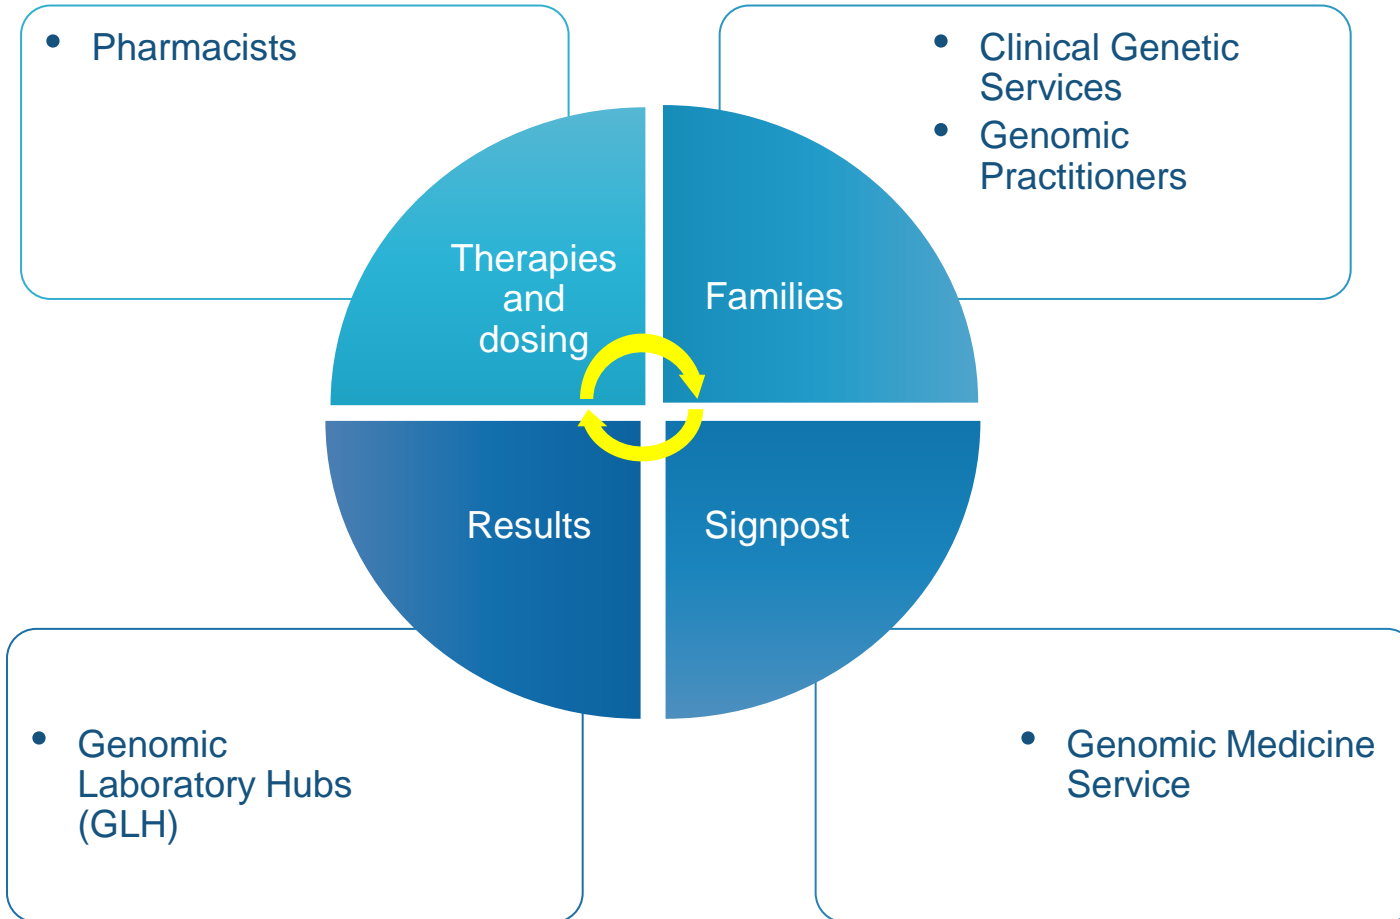 • Pharmacists
• Clinical Genetic
Services
• Genomic
Practitioners
Therapies
and
dosing
Families
Results
Signpost
• Genomic
Laboratory Hubs
(GLH)
• Genomic Medicine
Service